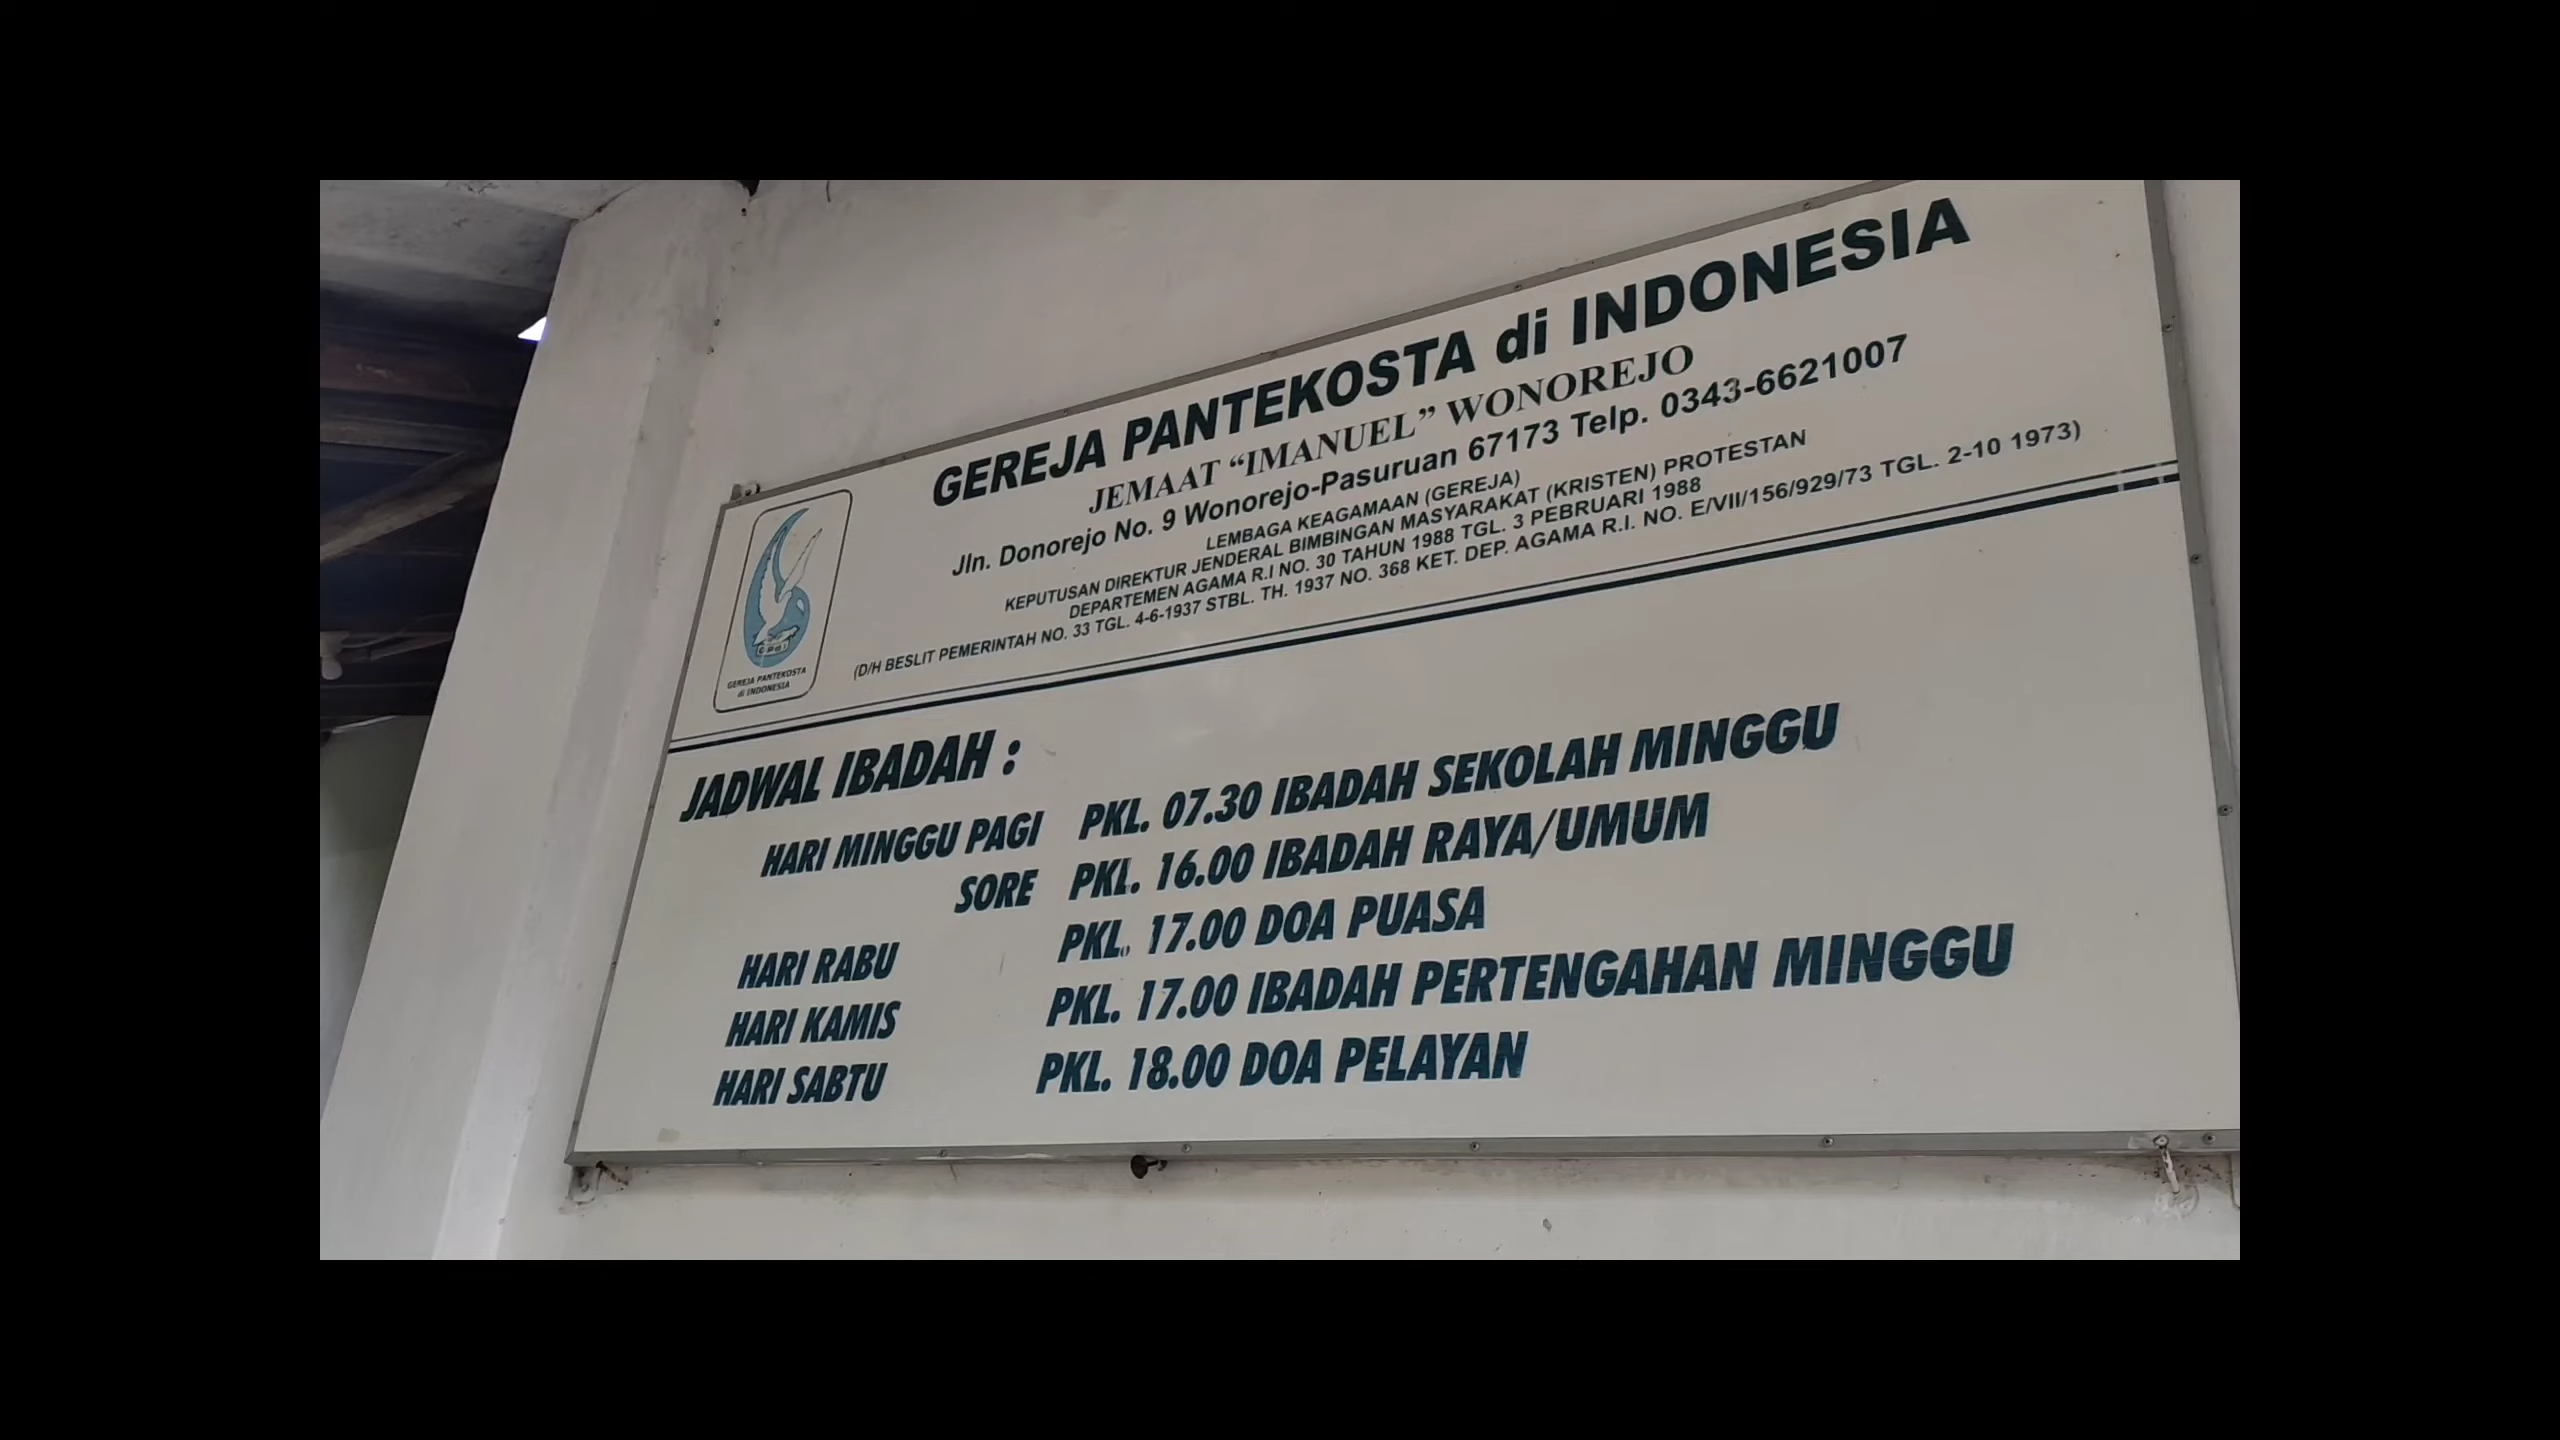 GEREJA PANTEKOSTA di INDONESIA
JEMAAT “IMANUEL” WONOREJO
Jln. Donorejo No. 9 Wonorejo-Pasuruan 67173 Telp. 0343-6621007
LEMBAGA KEAGAMAAN (GEREJA)
KEPUTUSAN DIREKTUR JENDERAL BIMBINGAN MASYARAKAT (KRISTEN) PROTESTAN
DEPARTEMEN AGAMA R.I NO. 30 TAHUN 1988 TGL. 3 PEBRUARI 1988
(D/H BESLIT PEMERINTAH NO. 33 TGL. 4-6-1937 STBL. TH. 1937 NO. 368 KET. DEP. AGAMA R.I. NO. E/VII/156/929/73 TGL. 2-10 1973)
GPdI
GEREJA PANTEKOSTA
di INDONESIA
JADWAL IBADAH :
HARI MINGGU PAGI PKL. 07.30 IBADAH SEKOLAH MINGGU
SORE PKL. 16.00 IBADAH RAYA/UMUM
HARI RABU PKL. 17.00 DOA PUASA
HARI KAMIS PKL. 17.00 IBADAH PERTENGAHAN MINGGU
HARI SABTU PKL. 18.00 DOA PELAYAN